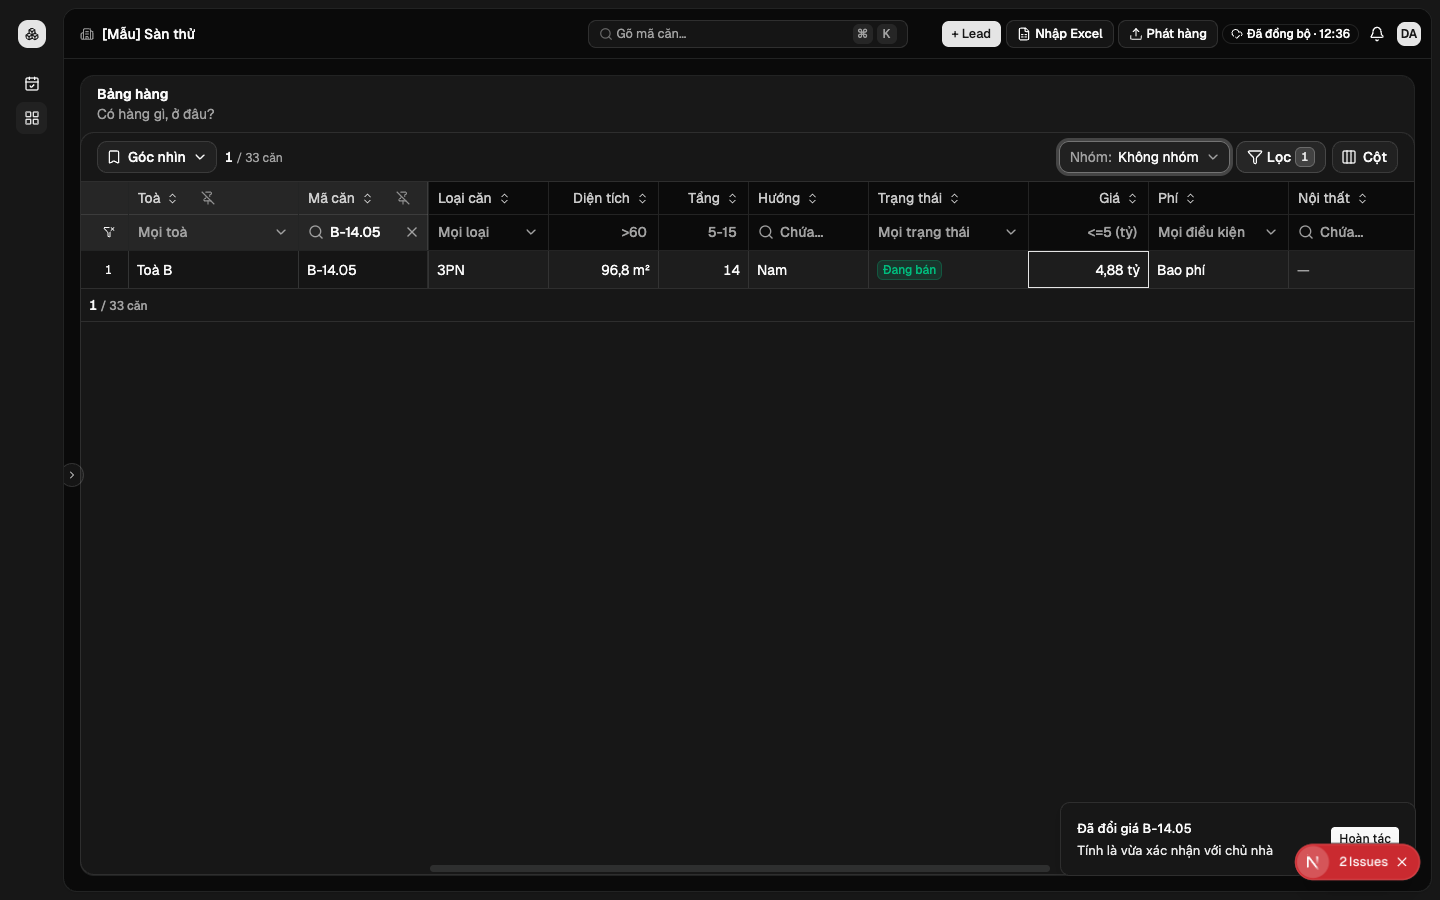 [Mẫu] Sàn thử
Gõ mã căn…
⌘ K
+ Lead
Nhập Excel
Phát hàng
Đã đồng bộ · 12:36
DA
Bảng hàng
Có hàng gì, ở đâu?
Góc nhìn
1 / 33 căn
Nhóm: Không nhóm
Lọc 1
Cột
Toà
Mã căn
Loại căn
Diện tích
Tầng
Hướng
Trạng thái
Giá
Phí
Nội thất
Mọi toà
B-14.05
Mọi loại
>60
5-15
Chứa…
Mọi trạng thái
<=5 (tỷ)
Mọi điều kiện
Chứa…
1
Toà B
B-14.05
3PN
96,8 m²
14
Nam
Đang bán
4,88 tỷ
Bao phí
—
1 / 33 căn
Đã đổi giá B-14.05
Tính là vừa xác nhận với chủ nhà
Hoàn tác
N
2 Issues